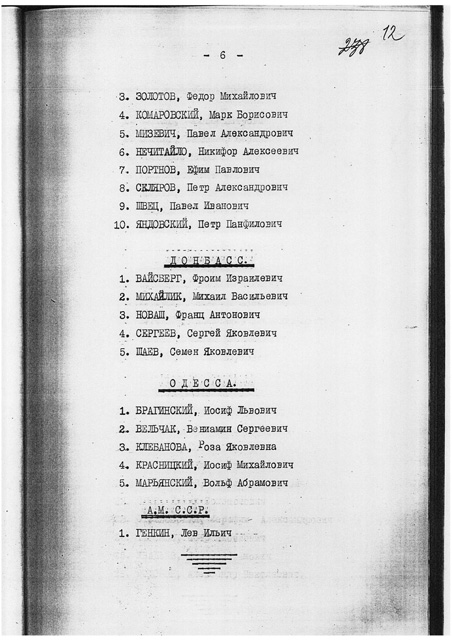 - 6 -
12
3. ЗОЛОТОВ, Федор Михайлович
4. КОМАРОВСКИЙ, Марк Борисович
5. МИЗЕВИЧ, Павел Александрович
6. НЕЧИТАЙЛО, Никифор Алексеевич
7. ПОРТНОВ, Ефим Павлович
8. СКЛЯРОВ, Петр Александрович
9. ШВЕЦ, Павел Иванович
10. ЯНДОВСКИЙ, Петр Панфилович
ДОНБАСС.
1. ВАЙСБЕРГ, Фроим Израилевич
2. МИХАЙЛИК, Михаил Васильевич
3. НОВАШ, Франц Антонович
4. СЕРГЕЕВ, Сергей Яковлевич
5. ШАЕВ, Семен Яковлевич
ОДЕССА.
1. БРАГИНСКИЙ, Иосиф Львович
2. ВЕЛЬЧАК, Вениамин Сергеевич
3. КЛЕБАНОВА, Роза Яковлевна
4. КРАСНИЦКИЙ, Иосиф Михайлович
5. МАРЬЯНСКИЙ, Вольф Абрамович
А.М. С.С.Р.
1. ГЕНКИН, Лев Ильич